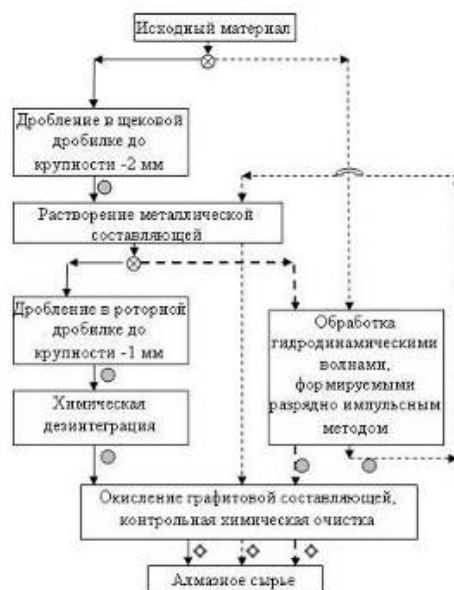 Исходный материал
Дробление в щековой
дробилке до
крупности -2 мм
Растворение металлической
составляющей
Дробление в роторной
дробилке до
крупности -1 мм
Обработка
гидродинамическими
волнами,
формируемыми
разрядно импульсным
методом
Химическая
дезинтеграция
Окисление графитовой составляющей,
контрольная химическая очистка
Алмазное сырье